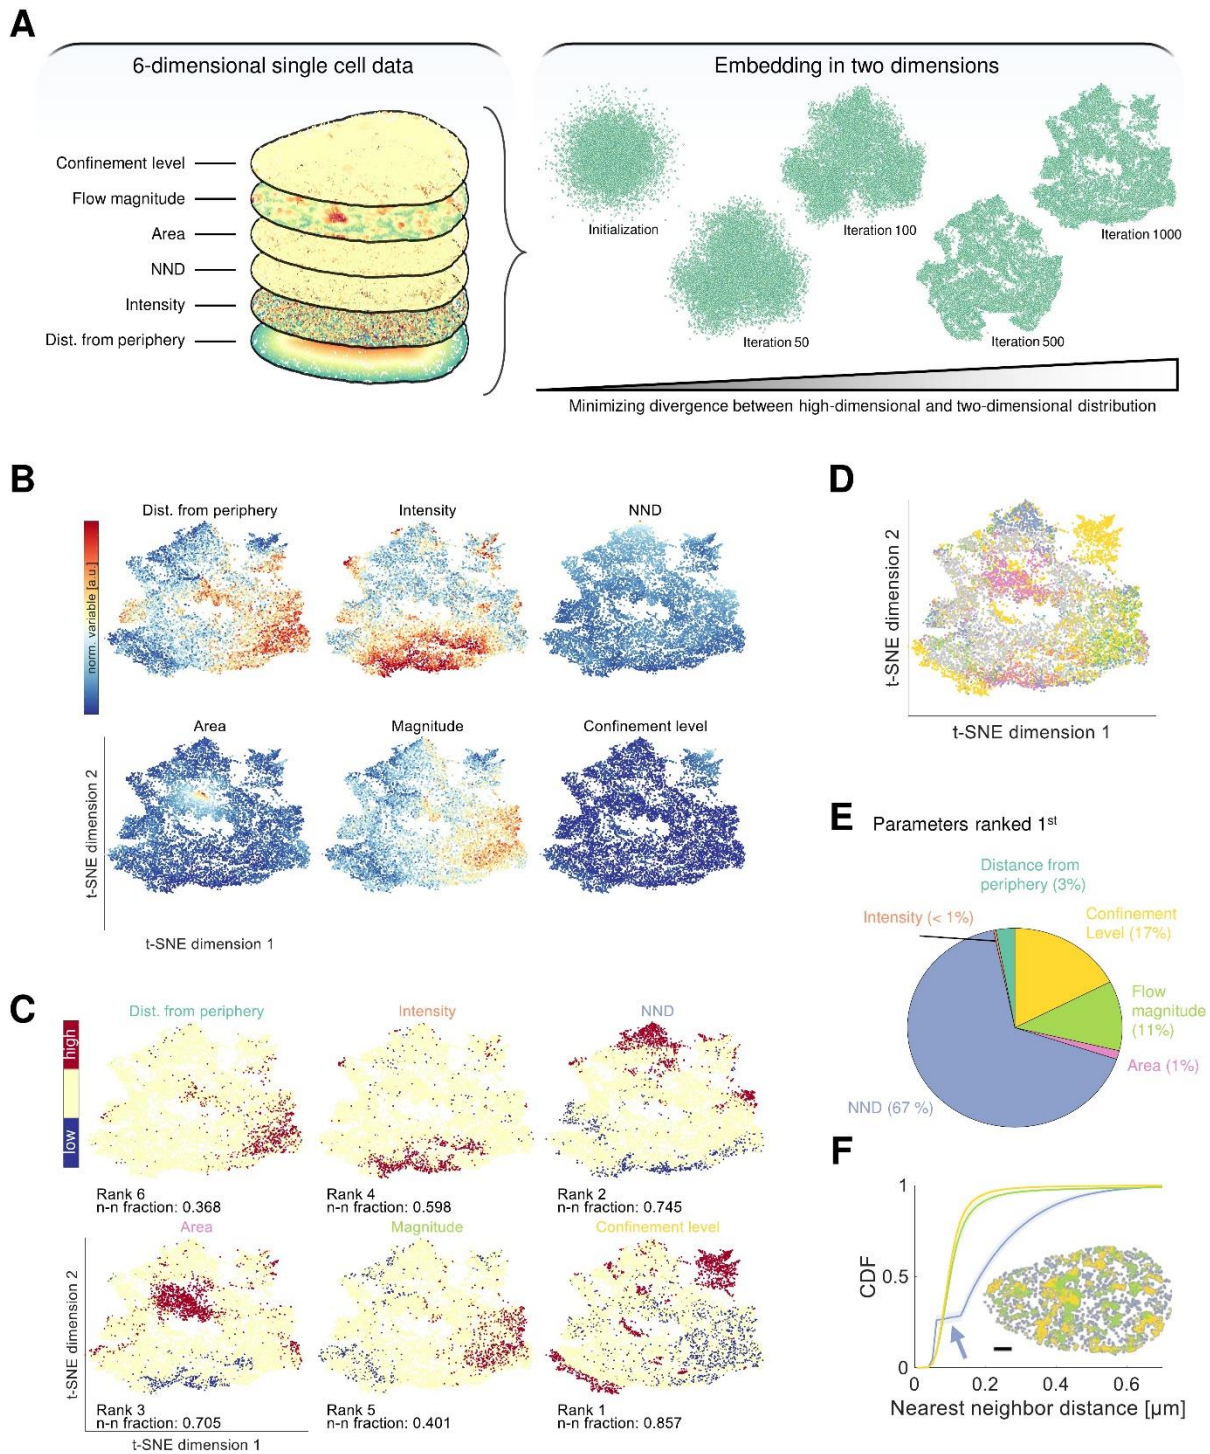 A
6-dimensional single cell data
Confinement level
Flow magnitude
Area
NND
Intensity
Dist. from periphery
Embedding in two dimensions
Initialization
Iteration 50
Iteration 100
Iteration 500
Iteration 1000
Minimizing divergence between high-dimensional and two-dimensional distribution
B
norm. variable [a.u.]
Dist. from periphery
Intensity
NND
Area
Magnitude
Confinement level
t-SNE dimension 2
t-SNE dimension 1
C
high
low
Dist. from periphery
Rank 6
n-n fraction: 0.368
Intensity
Rank 4
n-n fraction: 0.598
NND
Rank 2
n-n fraction: 0.745
Area
Rank 3
n-n fraction: 0.705
Magnitude
Rank 5
n-n fraction: 0.401
Confinement level
Rank 1
n-n fraction: 0.857
t-SNE dimension 2
t-SNE dimension 1
D
t-SNE dimension 2
t-SNE dimension 1
E
Parameters ranked 1st
Distance from
periphery (3%)
Intensity (< 1%)
Confinement
Level (17%)
Flow
magnitude
(11%)
Area (1%)
NND (67 %)
F
CDF
1
0.5
0
0
0.2
0.4
0.6
Nearest neighbor distance [µm]